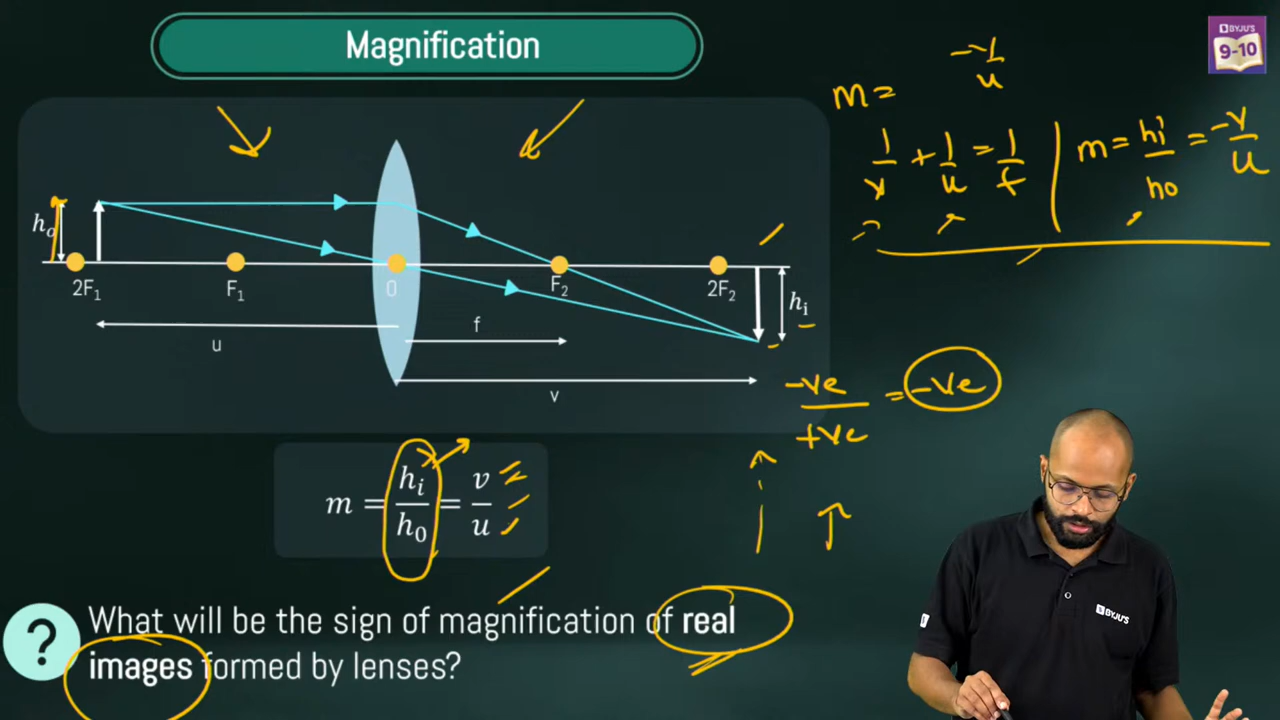 Magnification
BYJU'S
9-10
m = -v/u
1/v + 1/u = 1/f
m = hi/ho = -v/u
hₒ
2F₁ F₁ O F₂ 2F₂
hᵢ
u
f
v
-ve/+ve = -ve
m = hᵢ/h₀ = v/u
? What will be the sign of magnification of real
images formed by lenses?
BYJU'S